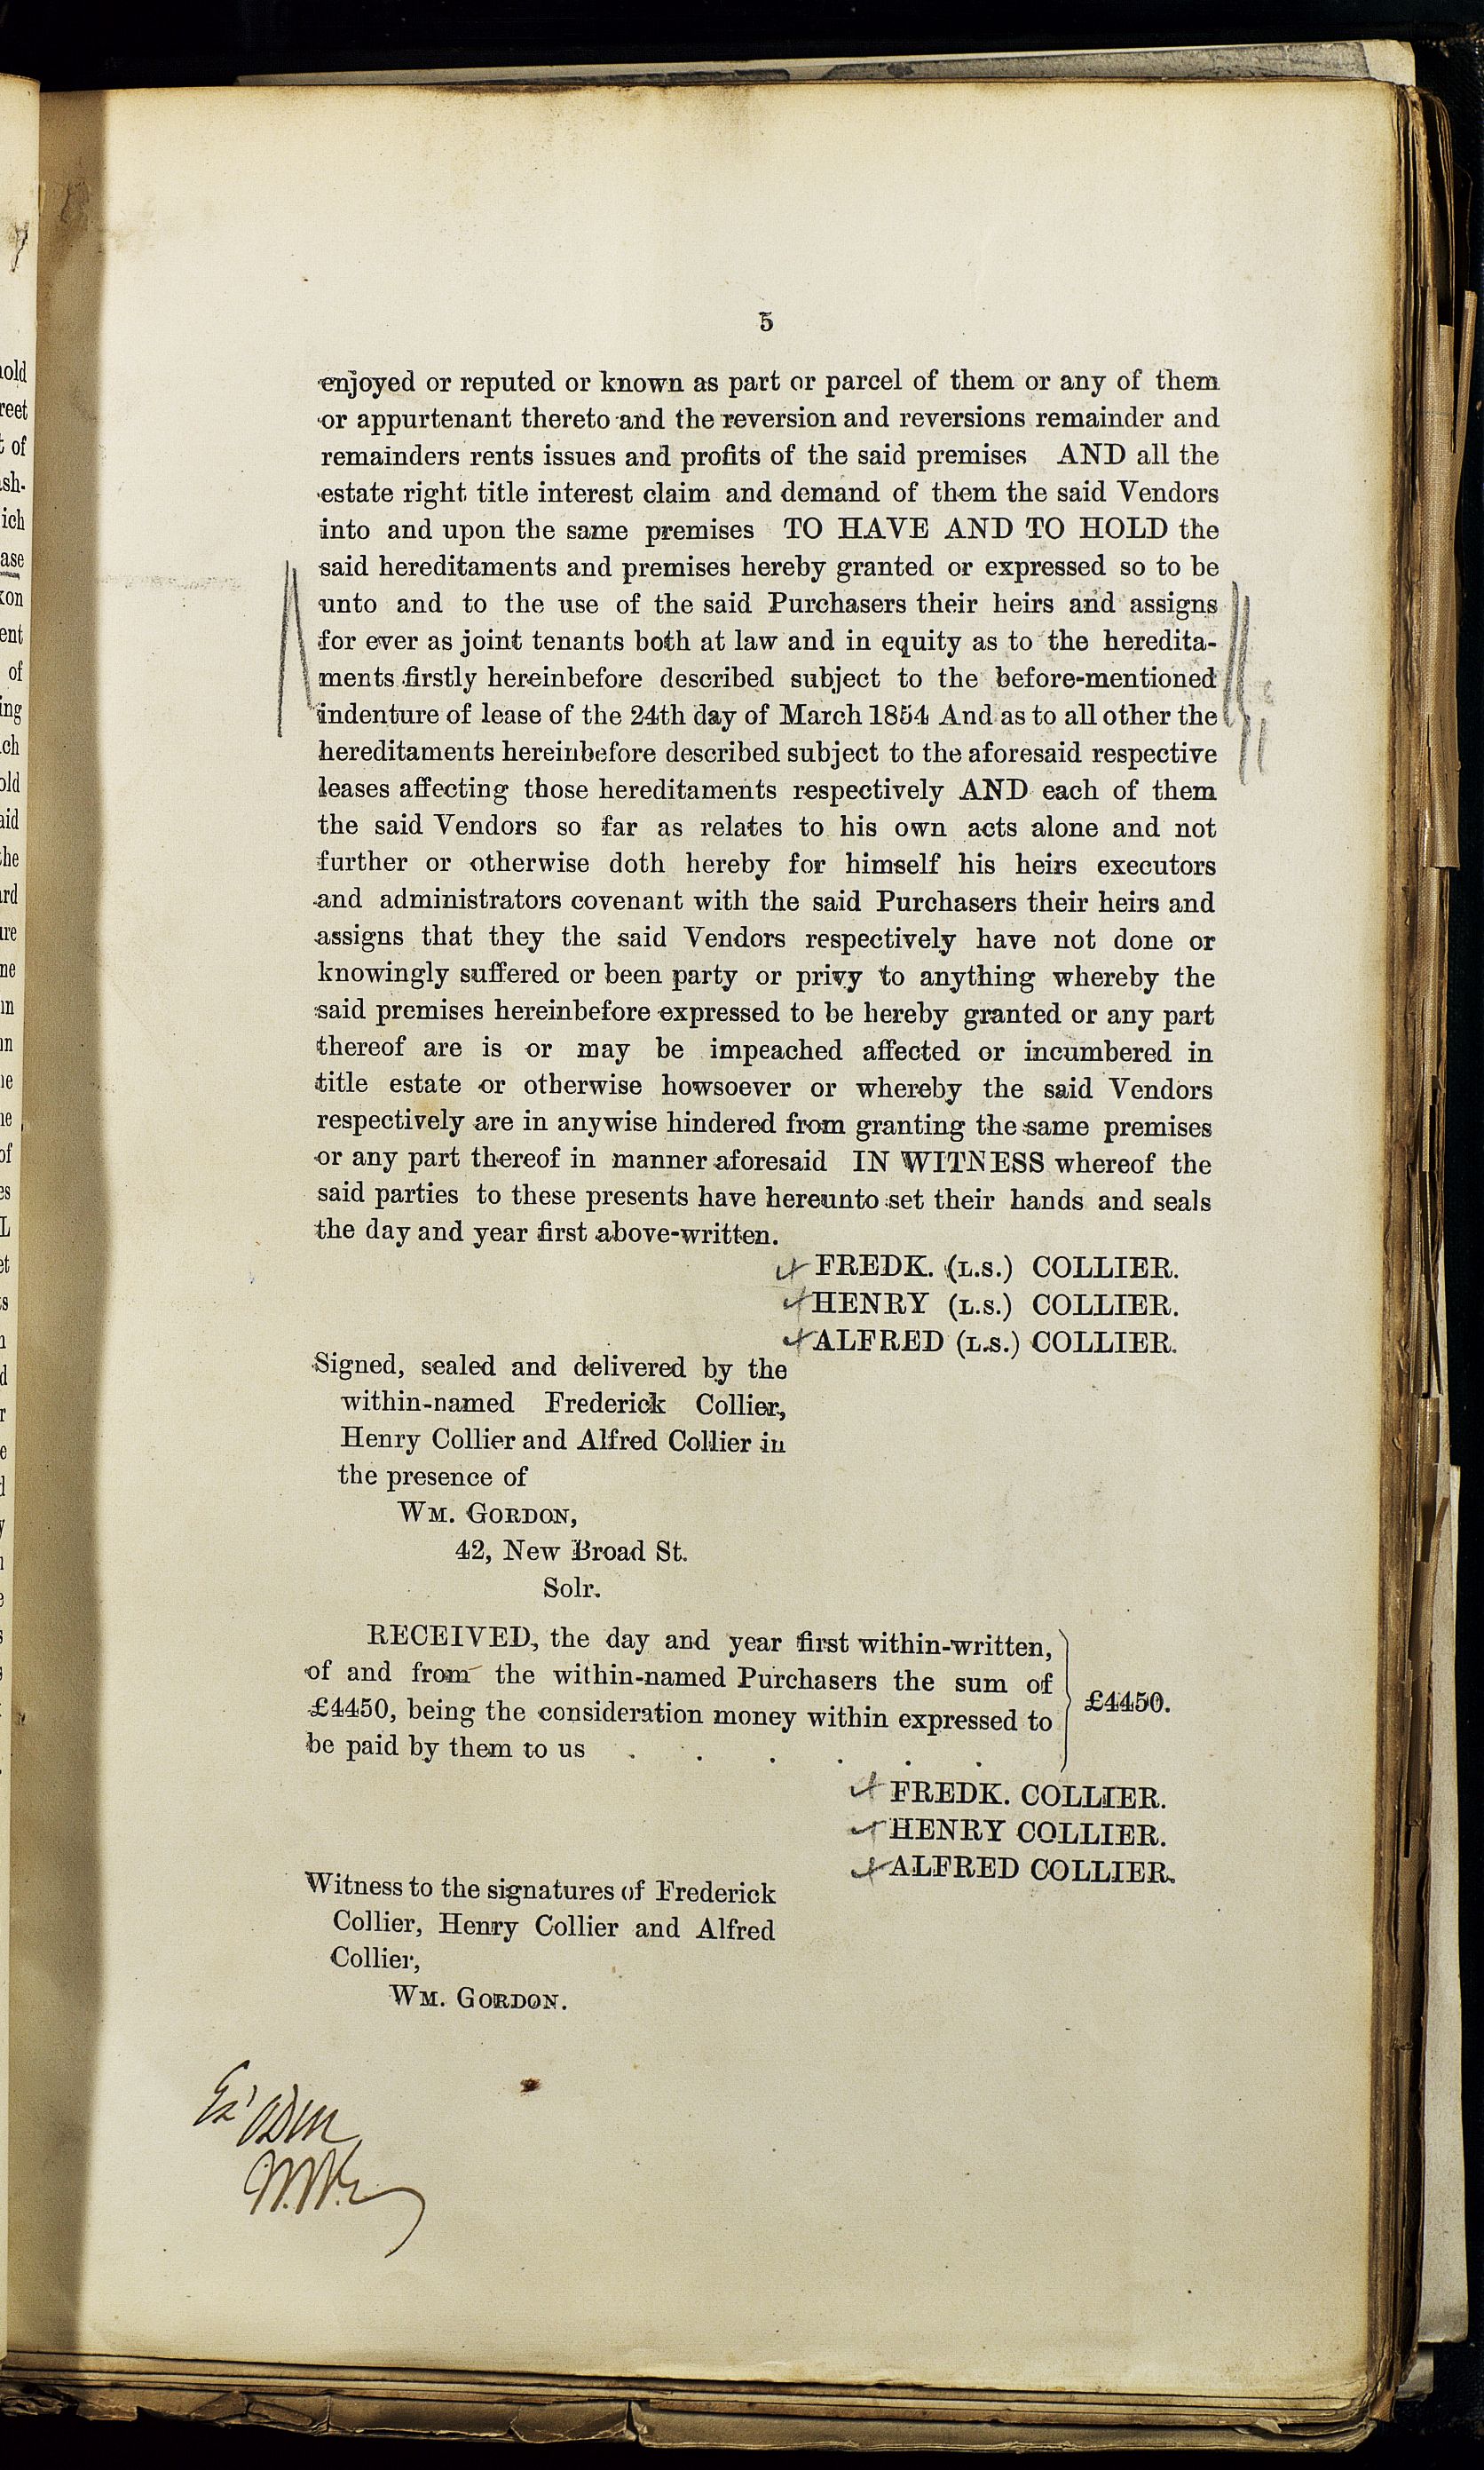 5
enjoyed or reputed or known as part or parcel of them or any of them
or appurtenant thereto and the reversion and reversions remainder and
remainders rents issues and profits of the said premises AND all the
estate right title interest claim and demand of them the said Vendors
into and upon the same premises TO HAVE AND TO HOLD the
said hereditaments and premises hereby granted or expressed so to be
unto and to the use of the said Purchasers their heirs and assigns
for ever as joint tenants both at law and in equity as to the heredita-
ments firstly hereinbefore described subject to the before-mentioned
indenture of lease of the 24th day of March 1854 And as to all other the
hereditaments hereinbefore described subject to the aforesaid respective
leases affecting those hereditaments respectively AND each of them
the said Vendors so far as relates to his own acts alone and not
further or otherwise doth hereby for himself his heirs executors
and administrators covenant with the said Purchasers their heirs and
assigns that they the said Vendors respectively have not done or
knowingly suffered or been party or privy to anything whereby the
said premises hereinbefore expressed to be hereby granted or any part
thereof are is or may be impeached affected or incumbered in
title estate or otherwise howsoever or whereby the said Vendors
respectively are in anywise hindered from granting the same premises
or any part thereof in manner aforesaid IN WITNESS whereof the
said parties to these presents have hereunto set their hands and seals
the day and year first above-written.
FREDK. (L.S.) COLLIER.
HENRY (L.S.) COLLIER.
ALFRED (L.S.) COLLIER.
Signed, sealed and delivered by the
within-named Frederick Collier,
Henry Collier and Alfred Collier in
the presence of
WM. GORDON,
42, New Broad St.
Solr.
RECEIVED, the day and year first within-written,
of and from the within-named Purchasers the sum of
£4450, being the consideration money within expressed to
be paid by them to us . . . . . .
£4450.
FREDK. COLLIER.
HENRY COLLIER.
ALFRED COLLIER.
Witness to the signatures of Frederick
Collier, Henry Collier and Alfred
Collier,
WM. GORDON.